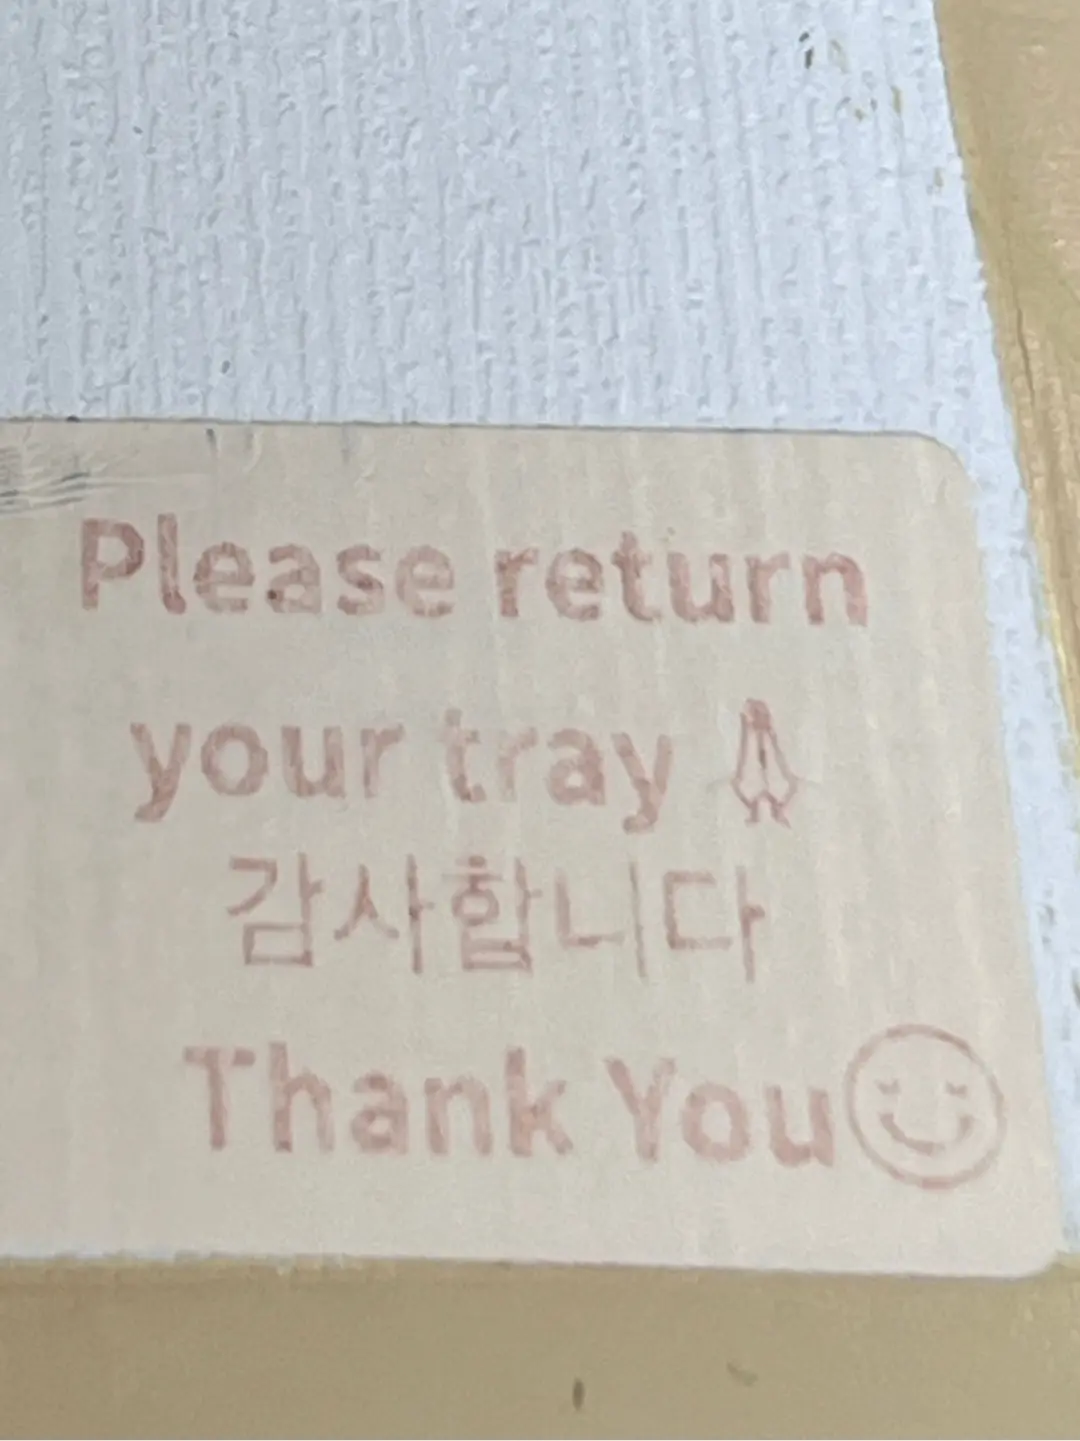 Please return
your tray 🙏
감사합니다
Thank You😊